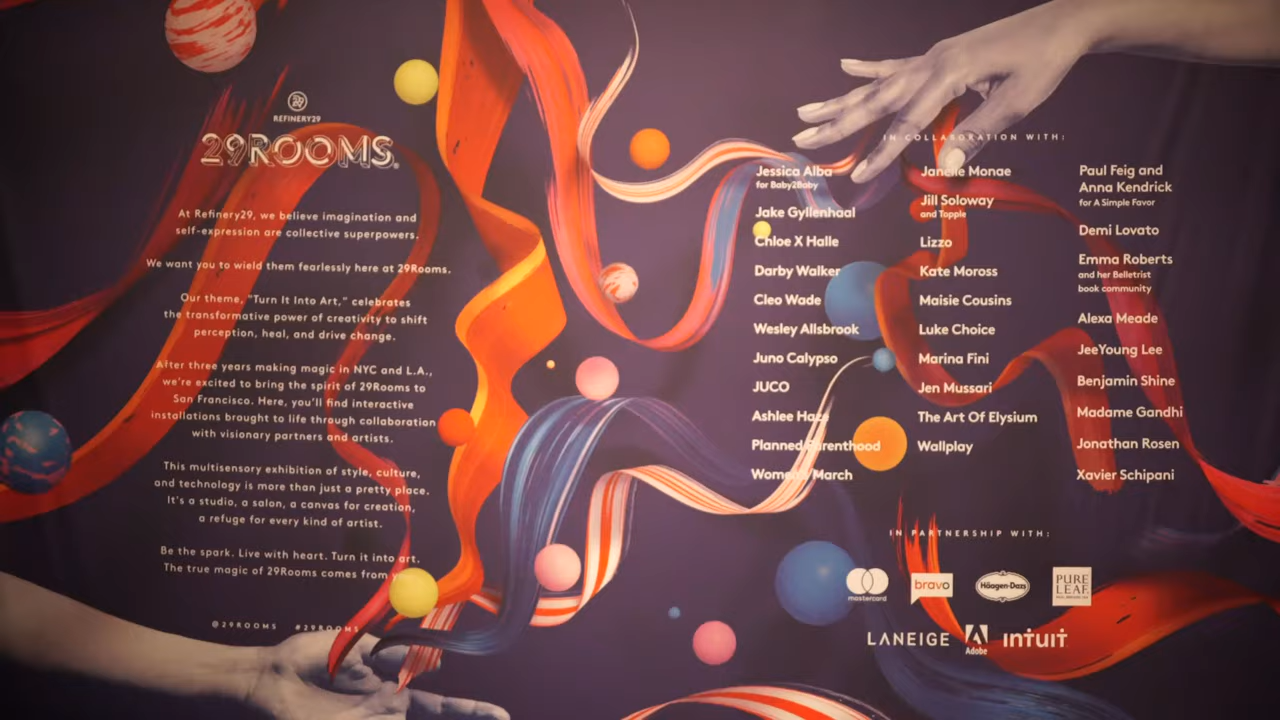 REFINERY29
29ROOMS
At Refinery29, we believe imagination and
self-expression are collective superpowers.
We want you to wield them fearlessly here at 29Rooms.
Our theme, "Turn It Into Art," celebrates
the transformative power of creativity to shift
perception, heal, and drive change.
After three years making magic in NYC and L.A.,
we're excited to bring the spirit of 29Rooms to
San Francisco. Here, you'll find interactive
installations brought to life through collaboration
with visionary partners and artists.
This multisensory exhibition of style, culture,
and technology is more than just a pretty place.
It's a studio, a salon, a canvas for creation,
a refuge for every kind of artist.
Be the spark. Live with heart. Turn it into art.
The true magic of 29Rooms comes from
@29ROOMS #29ROOMS
IN COLLABORATION WITH:
Jessica Alba
for Baby2Baby
Jake Gyllenhaal
Chloe X Halle
Darby Walker
Cleo Wade
Wesley Allsbrook
Juno Calypso
JUCO
Ashlee Haze
Planned Parenthood
Women's March
Janelle Monae
Jill Soloway
and Topple
Lizzo
Kate Moross
Maisie Cousins
Luke Choice
Marina Fini
Jen Mussari
The Art Of Elysium
Wallplay
Paul Feig and
Anna Kendrick
for A Simple Favor
Demi Lovato
Emma Roberts
and her Belletrist
book community
Alexa Meade
JeeYoung Lee
Benjamin Shine
Madame Gandhi
Jonathan Rosen
Xavier Schipani
IN PARTNERSHIP WITH:
mastercard
bravo
Häagen-Dazs
PURE
LEAF
LANEIGE
Adobe
intuit